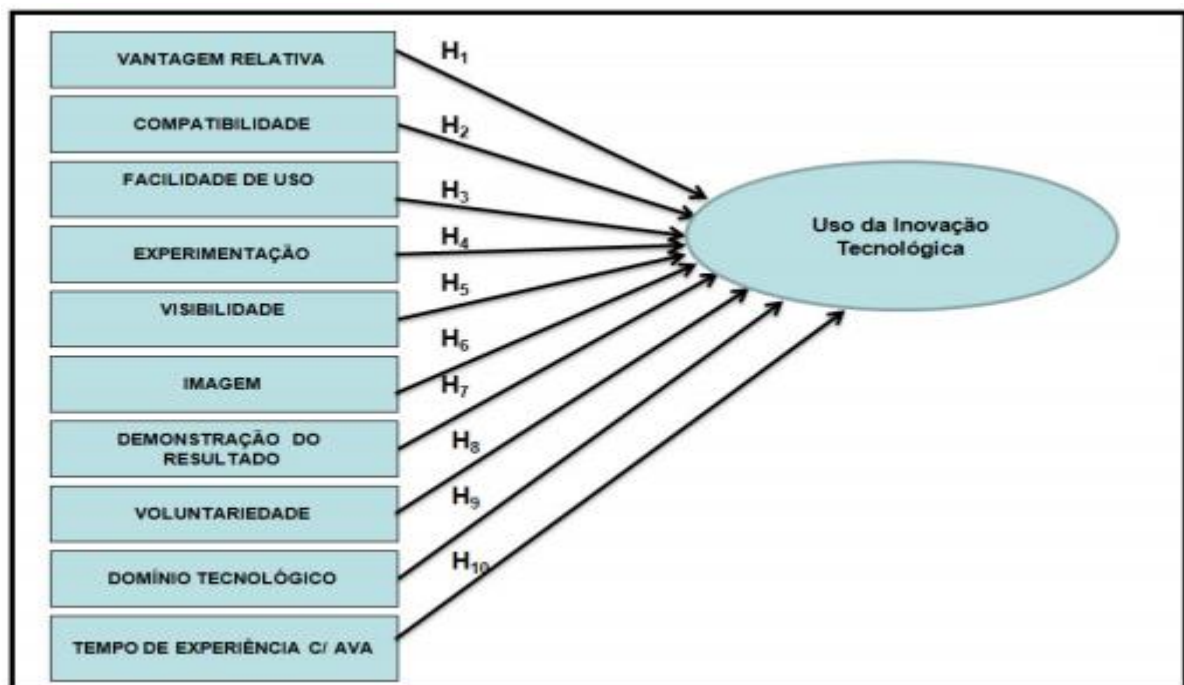 VANTAGEM RELATIVA
H1
COMPATIBILIDADE
H2
FACILIDADE DE USO
H3
EXPERIMENTAÇÃO
H4
VISIBILIDADE
H5
IMAGEM
H6
DEMONSTRAÇÃO DO
RESULTADO
H7
VOLUNTARIEDADE
H8
DOMÍNIO TECNOLÓGICO
H9
TEMPO DE EXPERIÊNCIA C/ AVA
H10
Uso da Inovação
Tecnológica